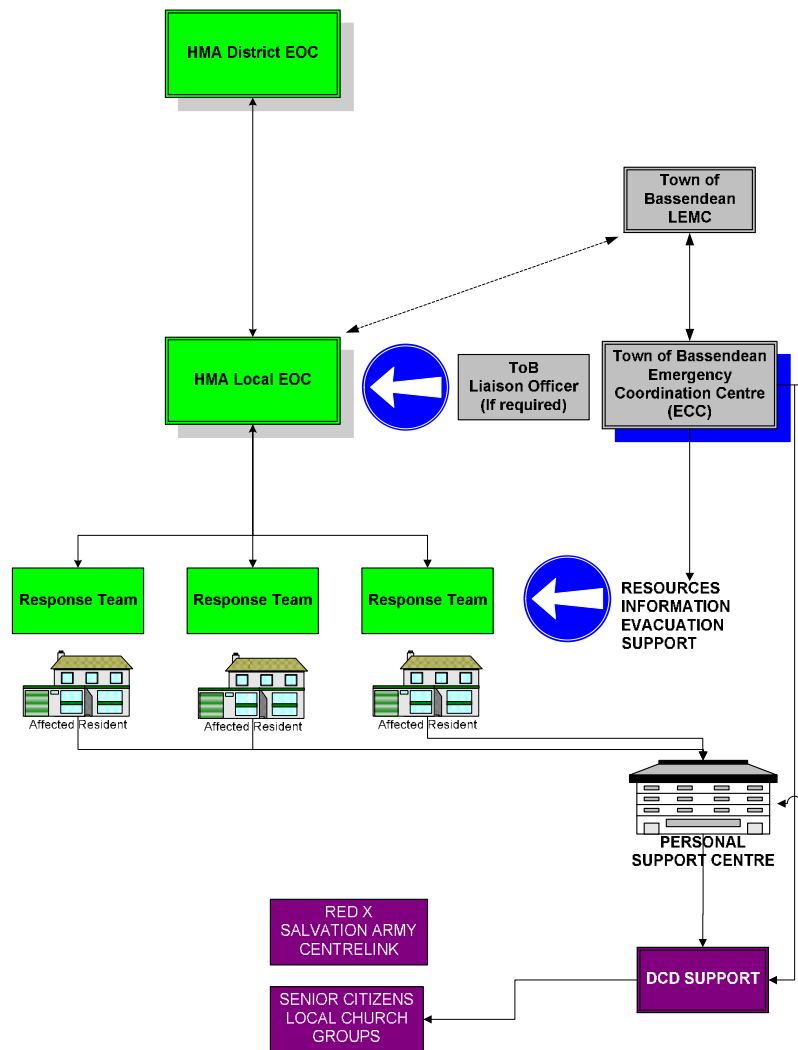 HMA District EOC
Town of
Bassendean
LEMC
HMA Local EOC
ToB
Liaison Officer
(If required)
Town of Bassendean
Emergency
Coordination Centre
(ECC)
Response Team
Response Team
Response Team
RESOURCES
INFORMATION
EVACUATION
SUPPORT
Affected Resident
Affected Resident
Affected Resident
PERSONAL
SUPPORT CENTRE
RED X
SALVATION ARMY
CENTRELINK
DCD SUPPORT
SENIOR CITIZENS
LOCAL CHURCH
GROUPS